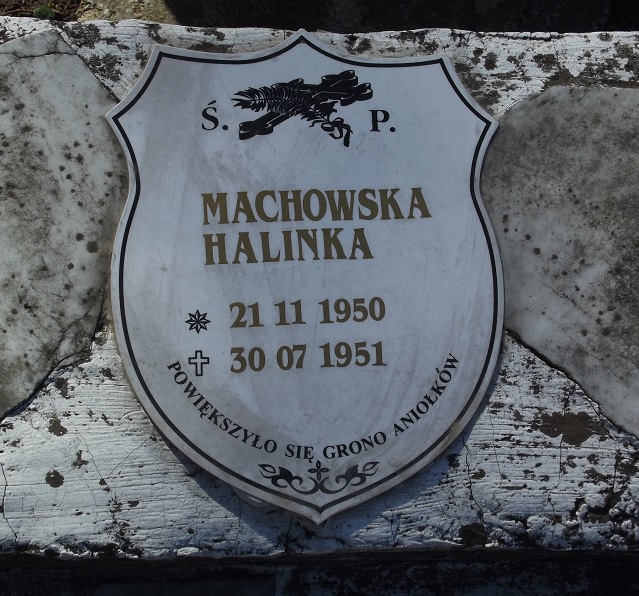 Ś. P.
MACHOWSKA
HALINKA
21 11 1950
30 07 1951
POWIĘKSZYŁO SIĘ GRONO ANIOŁKÓW